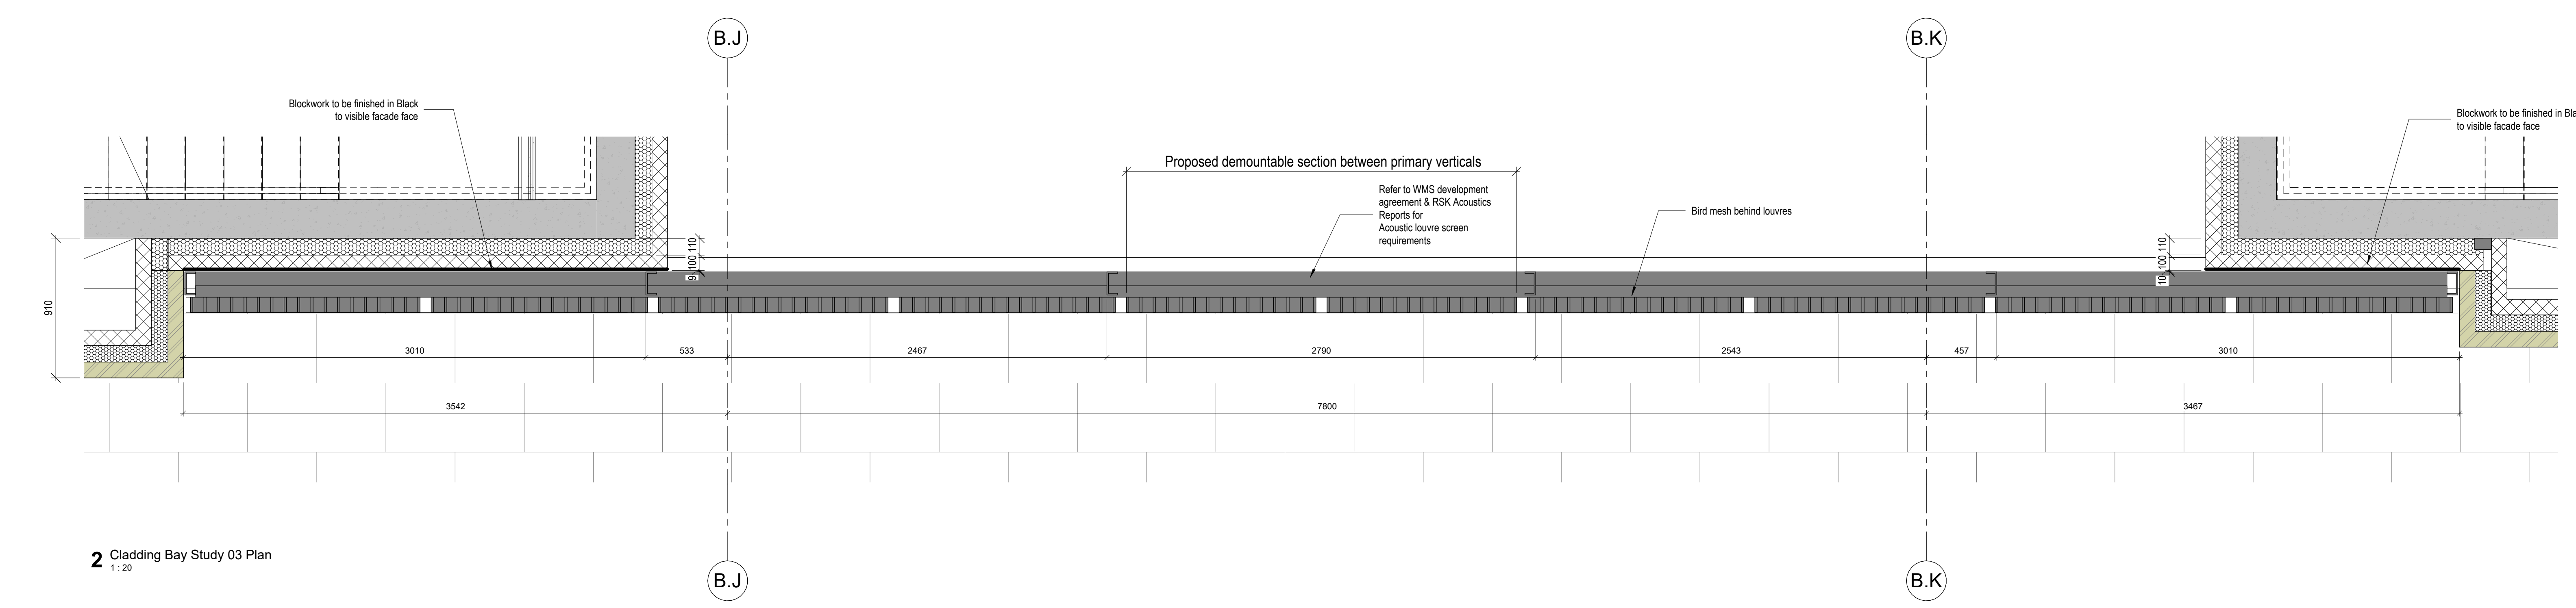 B.J
B.K
Blockwork to be finished in Black
to visible facade face
Blockwork to be finished in Bla
to visible facade face
Proposed demountable section between primary verticals
Refer to WMS development
agreement & RSK Acoustics
Reports for
Acoustic louvre screen
requirements
Bird mesh behind louvres
110
100
9
110
100
10
910
3010
533
2467
2790
2543
457
3010
3542
7800
3467
2 Cladding Bay Study 03 Plan
1 : 20
B.J
B.K